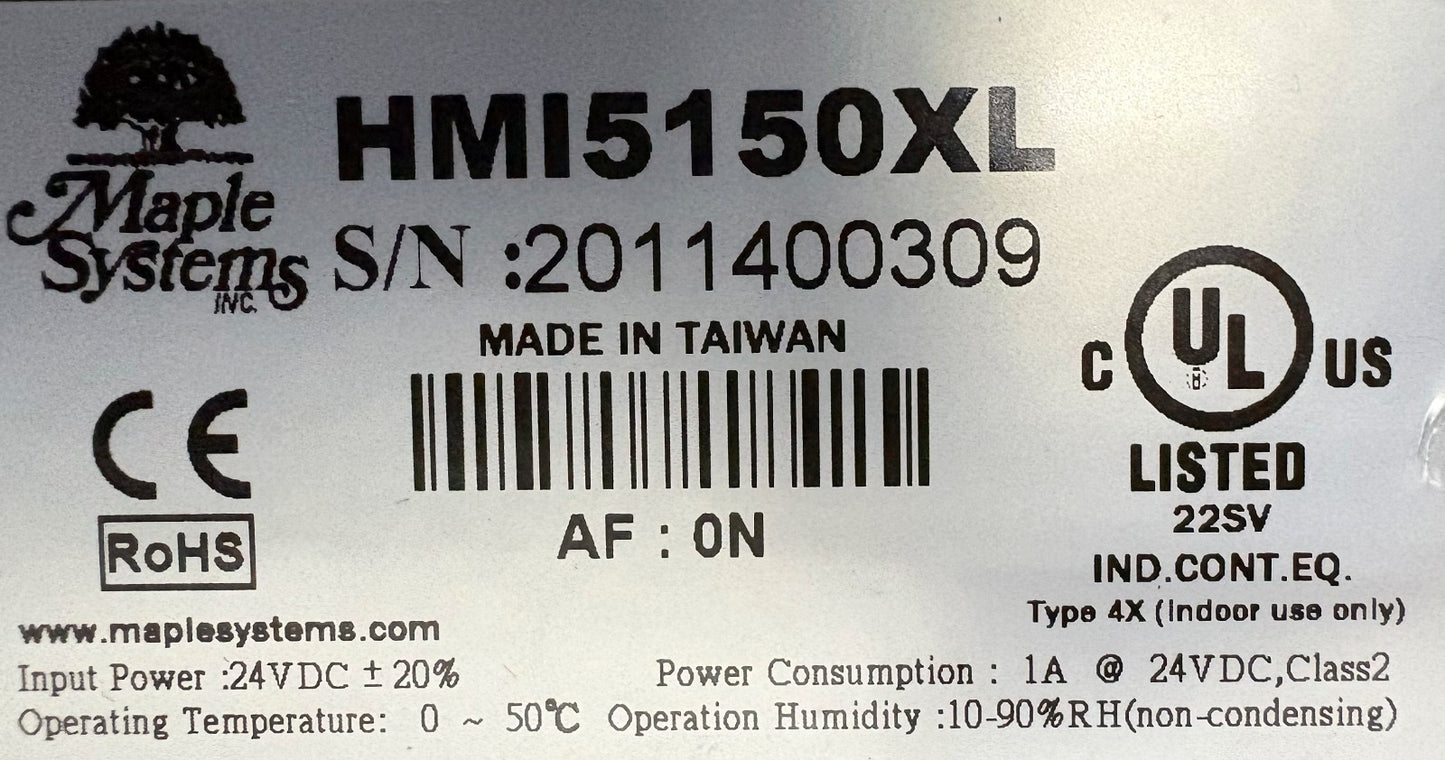 HMI5150XL
Maple
Systems
INC.
S/N :2011400309
MADE IN TAIWAN
C UL US
LISTED
22SV
IND.CONT.EQ.
Type 4X (Indoor use only)
CE
RoHS
AF : 0N
www.maplesystems.com
Input Power :24VDC ± 20%
Power Consumption : 1A @ 24VDC,Class2
Operating Temperature: 0 ~ 50℃
Operation Humidity :10-90%RH(non-condensing)